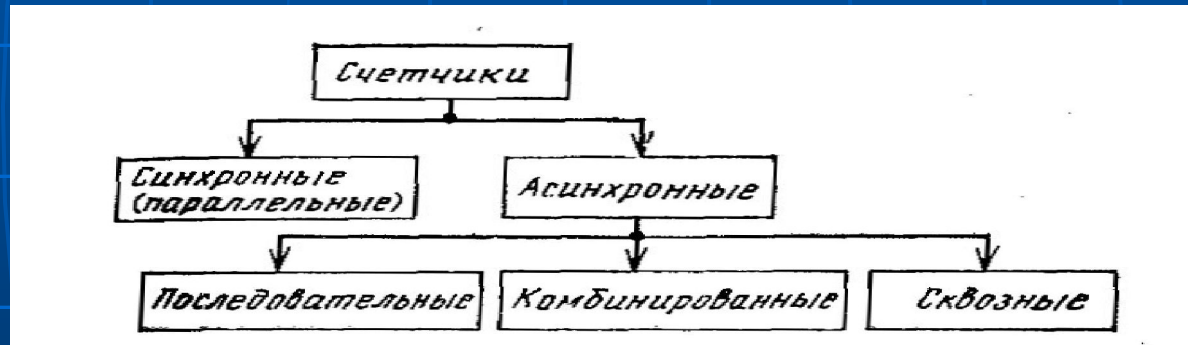 Счетчики
Синхронные
(параллельные)
Асинхронные
Последовательные
Комбинированные
Сквозные